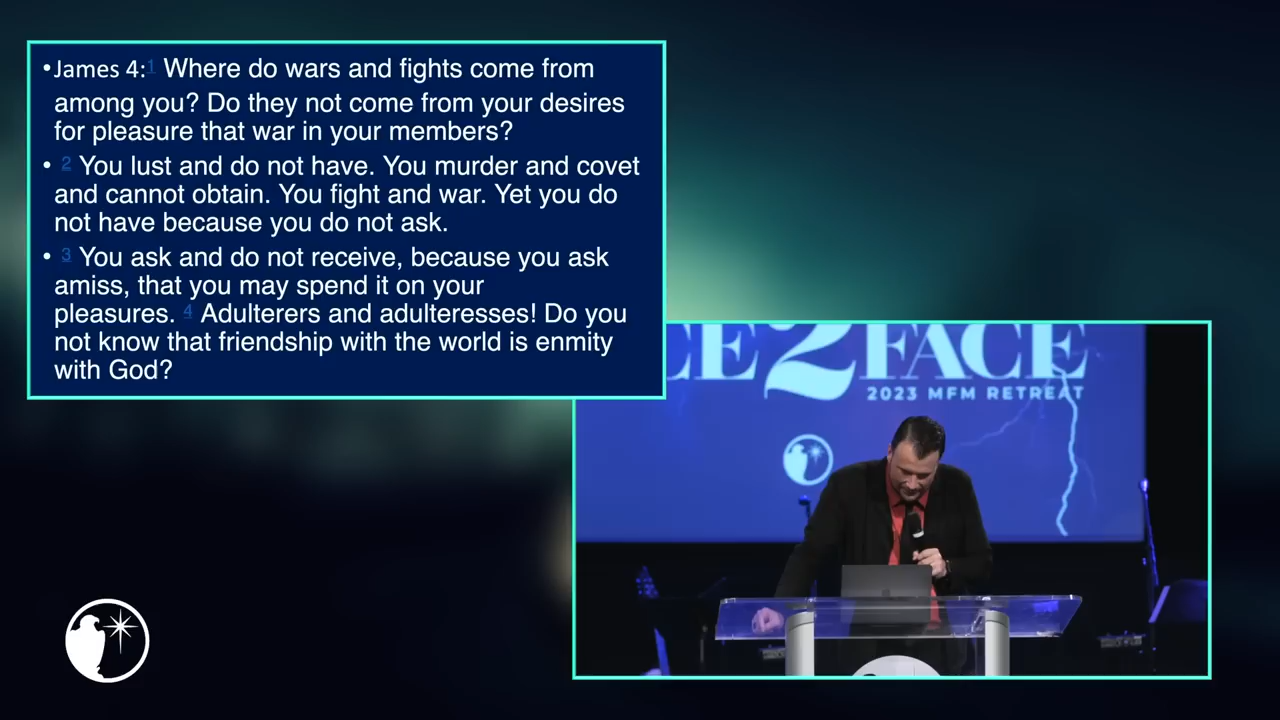 •James 4:1 Where do wars and fights come from
among you? Do they not come from your desires
for pleasure that war in your members?
• 2 You lust and do not have. You murder and covet
and cannot obtain. You fight and war. Yet you do
not have because you do not ask.
• 3 You ask and do not receive, because you ask
amiss, that you may spend it on your
pleasures. 4 Adulterers and adulteresses! Do you
not know that friendship with the world is enmity
with God?
CE 2 FACE
2023 MFM RETREAT